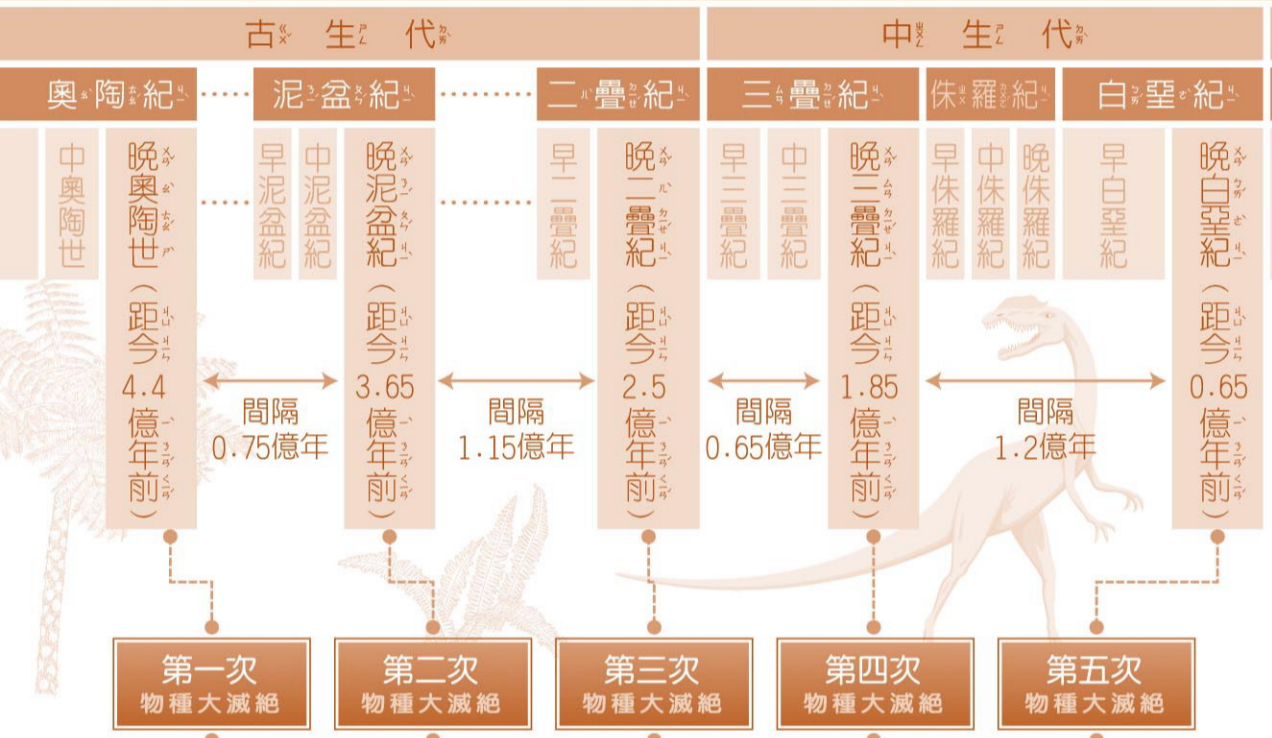 古生代
中生代
奧陶紀
泥盆紀
二疊紀
三疊紀
侏羅紀
白堊紀
中奧陶世
晚奧陶世（距今4.4億年前）
早泥盆紀
中泥盆紀
晚泥盆紀（距今3.65億年前）
早二疊紀
晚二疊紀（距今2.5億年前）
早三疊紀
中三疊紀
晚三疊紀（距今1.85億年前）
早侏羅紀
中侏羅紀
晚侏羅紀
早白堊紀
晚白堊紀（距今0.65億年前）
間隔
0.75億年
間隔
1.15億年
間隔
0.65億年
間隔
1.2億年
第一次
物種大滅絕
第二次
物種大滅絕
第三次
物種大滅絕
第四次
物種大滅絕
第五次
物種大滅絕